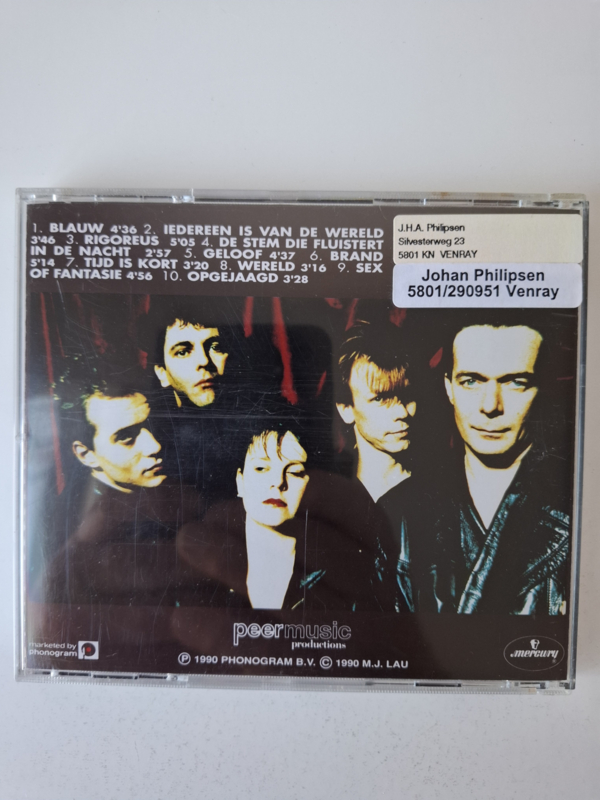 1. BLAUW 4'36 2. IEDEREEN IS VAN DE WERELD
3'46 3. RIGOREUS 5'05 4. DE STEM DIE FLUISTERT
IN DE NACHT 2'57 5. GELOOF 4'37 6. BRAND
5'14 7. TIJD IS KORT 3'20 8. WERELD 3'16 9. SEX
OF FANTASIE 4'56 10. OPGEJAAGD 3'28
J.H.A. Philipsen
Silvesterweg 23
5801 KN VENRAY
Johan Philipsen
5801/290951 Venray
peermusic
productions
marketed by
phonogram
℗ 1990 PHONOGRAM B.V. © 1990 M.J. LAU
mercury